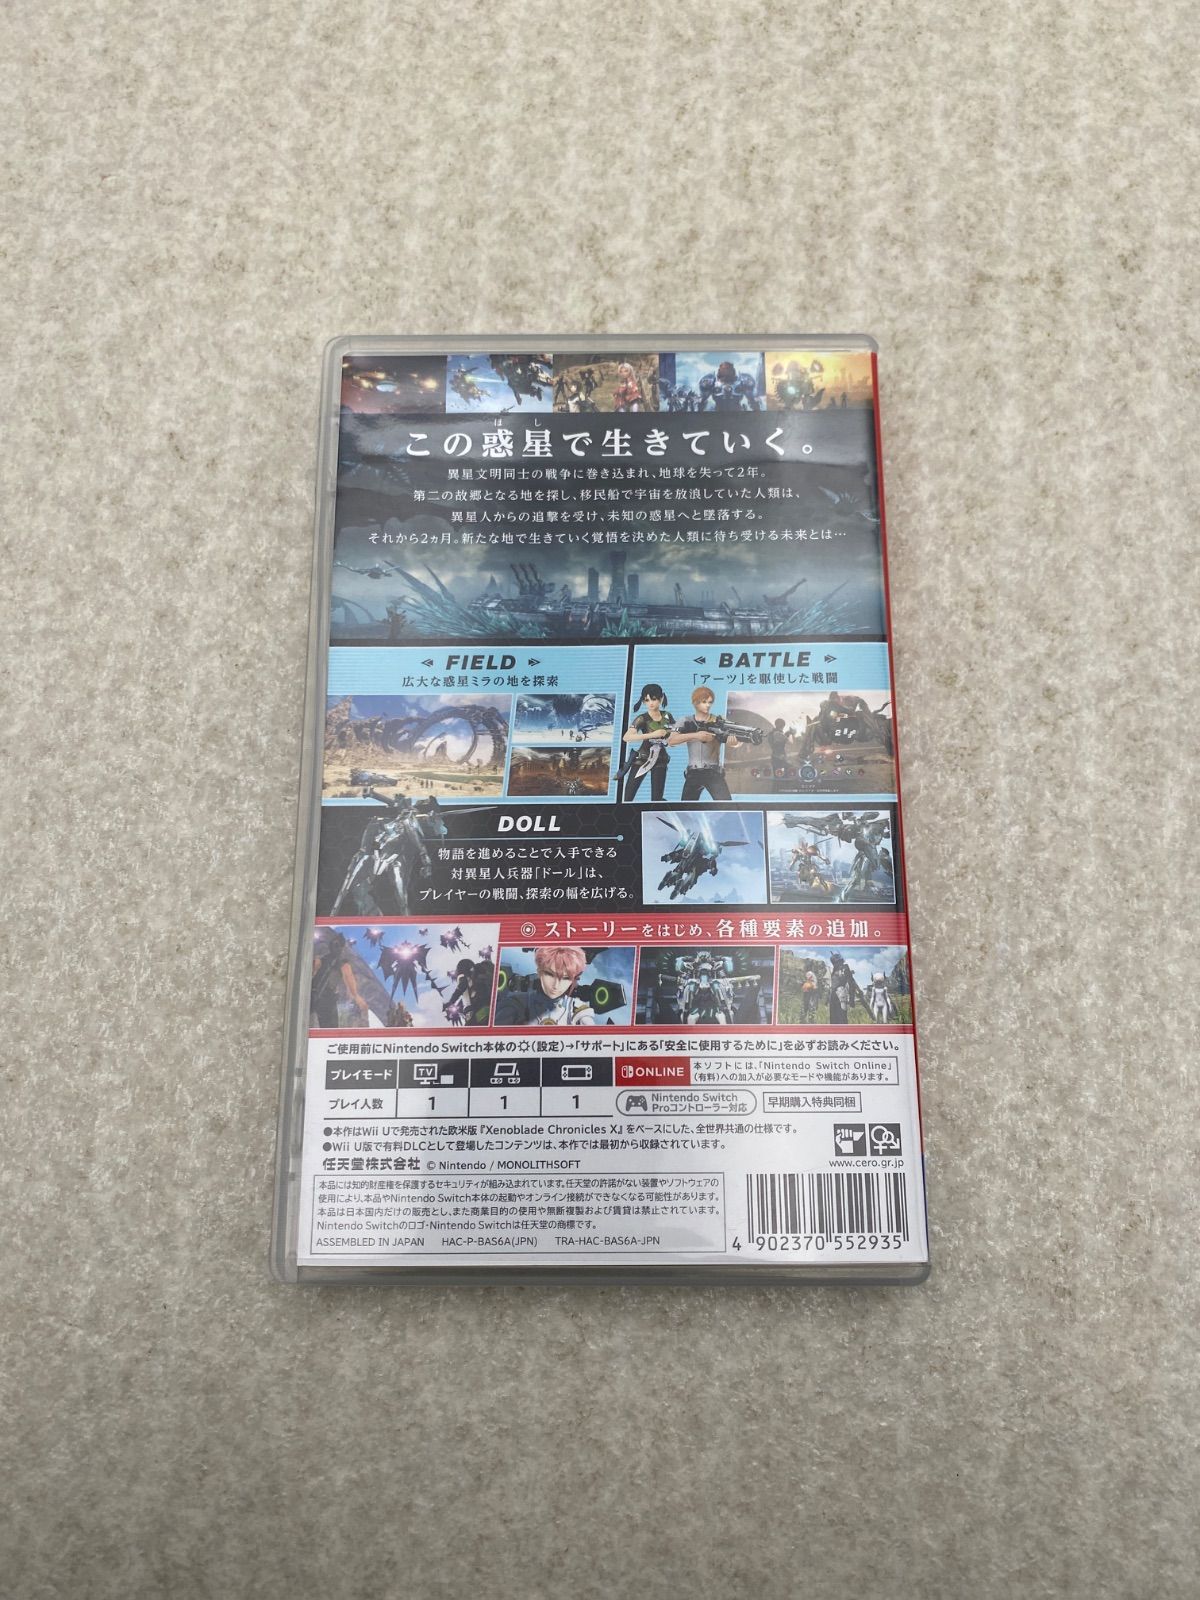 この惑星で生きていく。
はし
異星文明同士の戦争に巻き込まれ、地球を失って2年。
第二の故郷となる地を探し、移民船で宇宙を放浪していた人類は、
異星人からの追撃を受け、未知の惑星へと墜落する。
それから2ヵ月。新たな地で生きていく覚悟を決めた人類に待ち受ける未来とは…
FIELD
広大な惑星ミラの地を探索
BATTLE
「アーツ」を駆使した戦闘
DOLL
物語を進めることで入手できる
対異星人兵器「ドール」は、
プレイヤーの戦闘、探索の幅を広げる。
ストーリーをはじめ、各種要素の追加。
ご使用前にNintendo Switch本体の(設定)→「サポート」にある「安全に使用するために」を必ずお読みください。
プレイモード TV
ONLINE
本ソフトには、「Nintendo Switch Online」
(有料)への加入が必要なモードや機能があります。
プレイ人数 1 1 1
Nintendo Switch
Proコントローラー対応
早期購入特典同梱
●本作はWii Uで発売された欧米版『Xenoblade Chronicles X』をベースにした、全世界共通の仕様です。
●Wii U版で有料DLCとして登場したコンテンツは、本作では最初から収録されています。
任天堂株式会社 © Nintendo / MONOLITHSOFT
www.cero.gr.jp
本品には知的財産権を保護するセキュリティが組み込まれています。任天堂の許諾がない装置やソフトウェアの
使用により、本品やNintendo Switch本体の起動やオンライン接続ができなくなる可能性があります。
本品は日本国内だけの販売とし、また商業目的の使用や無断複製および賃貸は禁止されています。
Nintendo Switchのロゴ・Nintendo Switchは任天堂の商標です。
ASSEMBLED IN JAPAN HAC-P-BAS6A(JPN) TRA-HAC-BAS6A-JPN
4 902370 552935